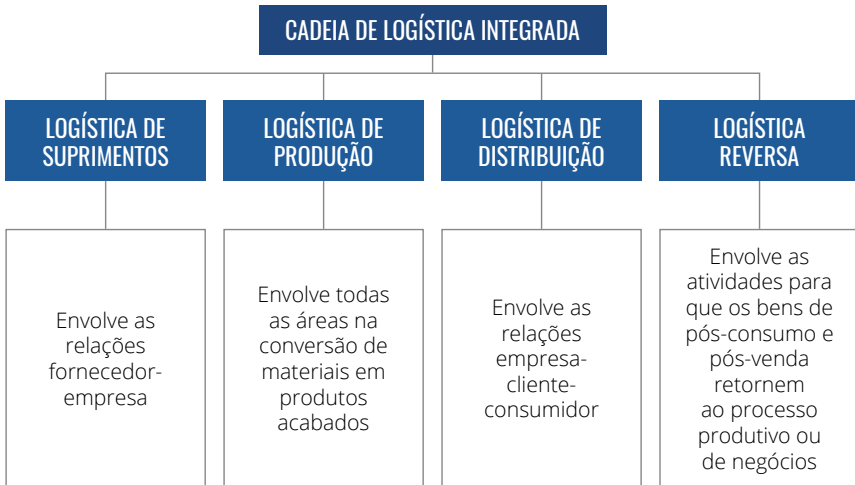 CADEIA DE LOGÍSTICA INTEGRADA
LOGÍSTICA DE
SUPRIMENTOS
LOGÍSTICA DE
PRODUÇÃO
LOGÍSTICA DE
DISTRIBUIÇÃO
LOGÍSTICA
REVERSA
Envolve as
relações
fornecedor-
empresa
Envolve todas
as áreas na
conversão de
materiais em
produtos
acabados
Envolve as
relações
empresa-
cliente-
consumidor
Envolve as
atividades para
que os bens de
pós-consumo e
pós-venda
retornem
ao processo
produtivo ou
de negócios